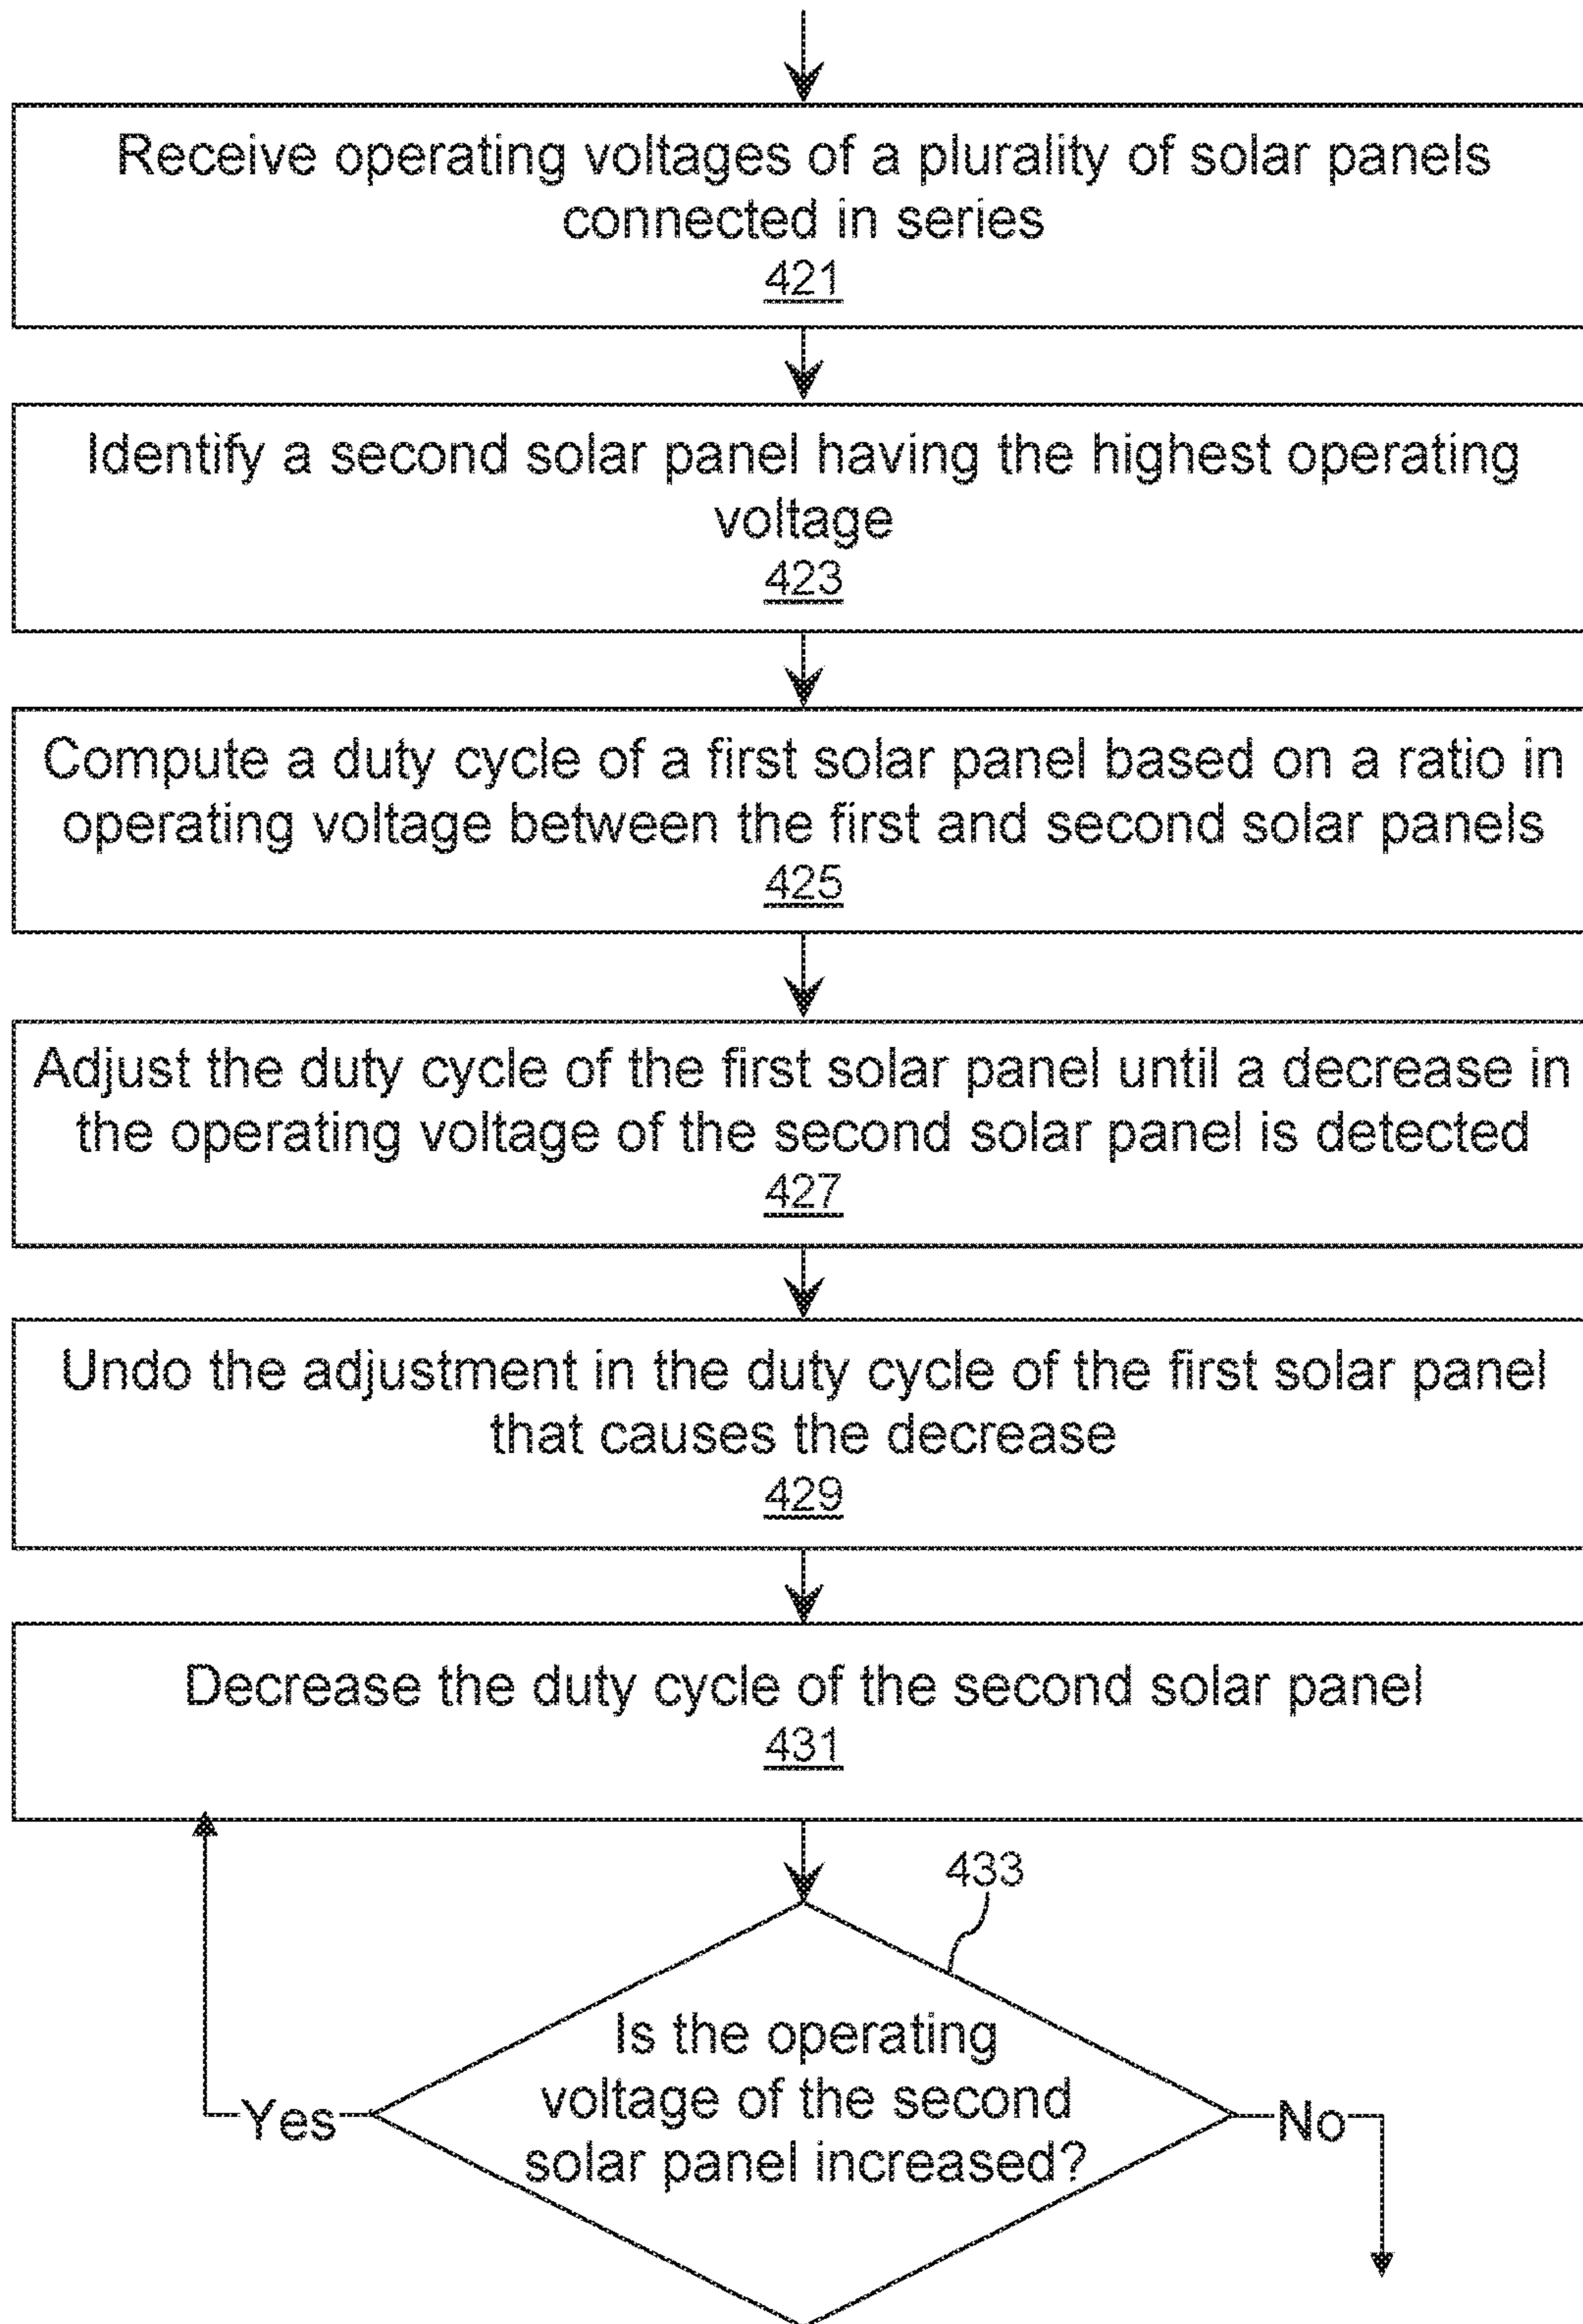 Receive operating voltages of a plurality of solar panels
connected in series
421
Identify a second solar panel having the highest operating
voltage
423
Compute a duty cycle of a first solar panel based on a ratio in
operating voltage between the first and second solar panels
425
Adjust the duty cycle of the first solar panel until a decrease in
the operating voltage of the second solar panel is detected
427
Undo the adjustment in the duty cycle of the first solar panel
that causes the decrease
429
Decrease the duty cycle of the second solar panel
431
433
Is the operating
voltage of the second
solar panel increased?
Yes
No